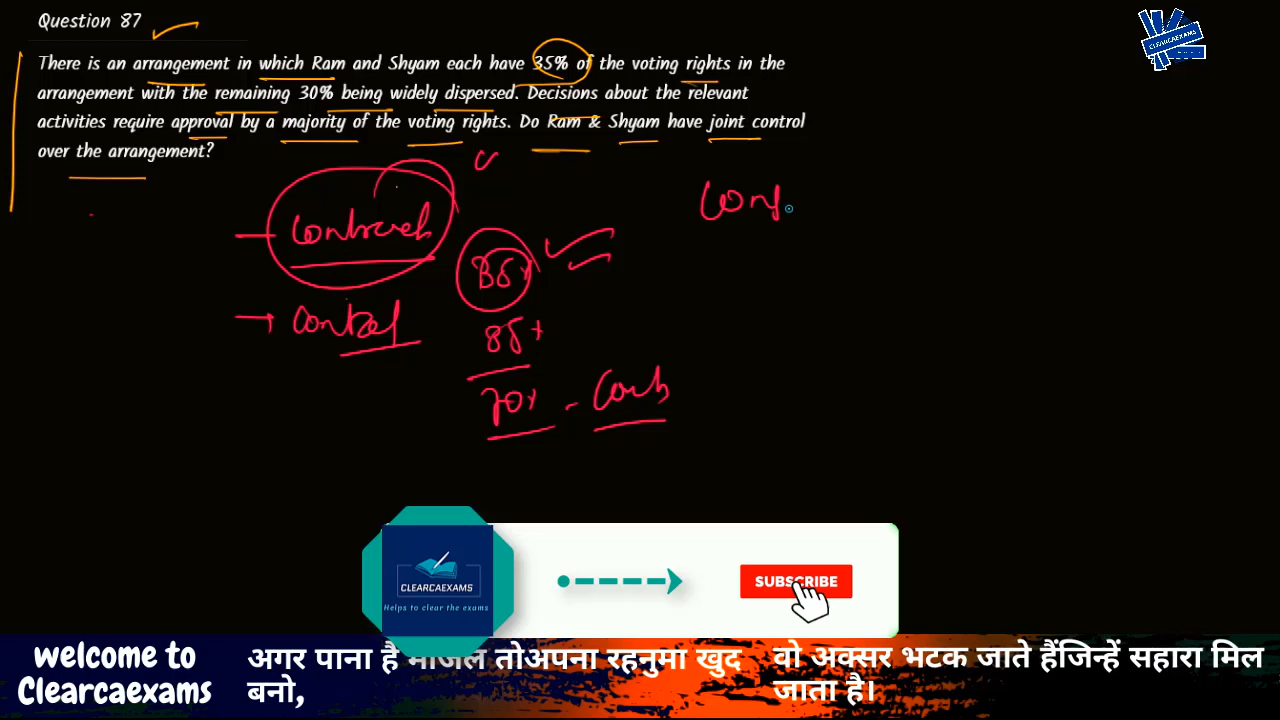 Question 87
CLEARCAEXAMS
There is an arrangement in which Ram and Shyam each have 35% of the voting rights in the
arrangement with the remaining 30% being widely dispersed. Decisions about the relevant
activities require approval by a majority of the voting rights. Do Ram & Shyam have joint control
over the arrangement?
35%
70%
CLEARCAEXAMS
Helps to clear the exams
SUBSCRIBE
welcome to
Clearcaexams
अगर पाना है मंजिल तोअपना रहनुमा खुद
बनो,
वो अक्सर भटक जाते हैंजिन्हें सहारा मिल
जाता है।